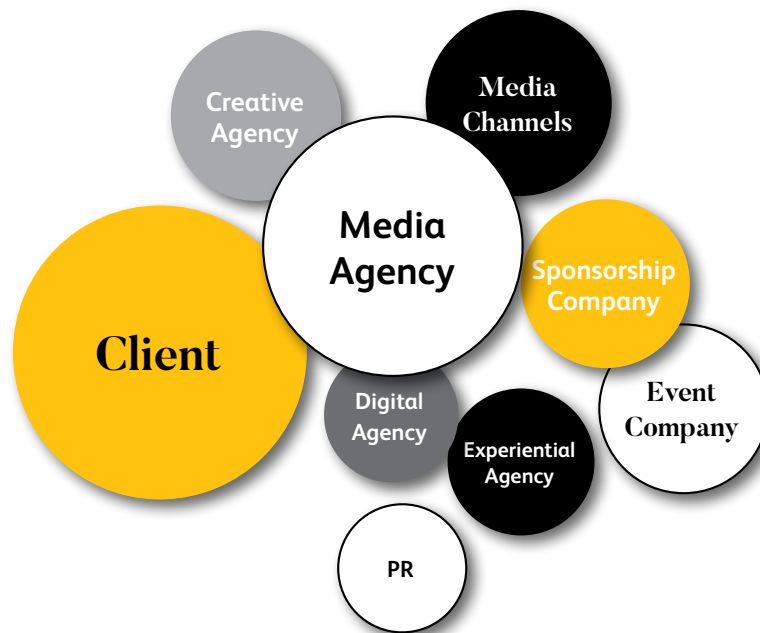 Creative
Agency
Media
Channels
Media
Agency
Sponsorship
Company
Client
Digital
Agency
Experiential
Agency
Event
Company
PR